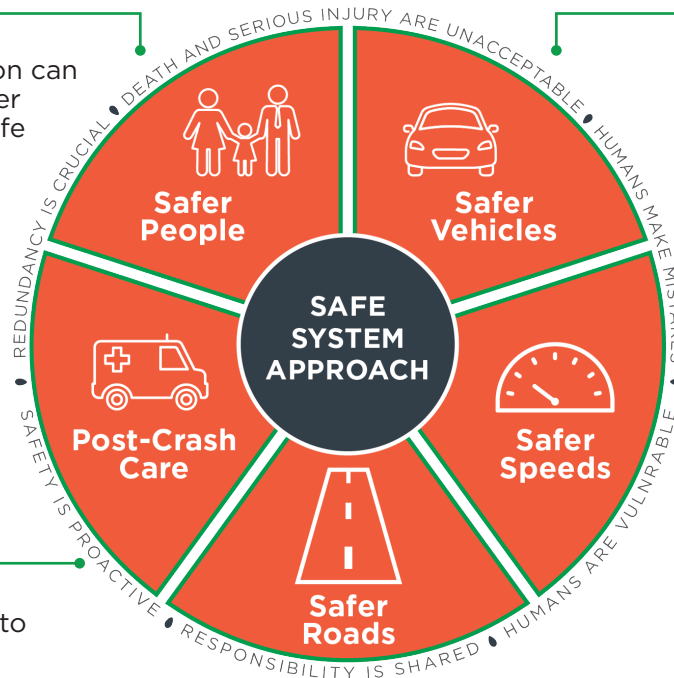 DEATH AND SERIOUS INJURY ARE UNACCEPTABLE
HUMANS MAKE MISTAKES
HUMANS ARE VULNRABLE
RESPONSIBILITY IS SHARED
SAFETY IS PROACTIVE
REDUNDANCY IS CRUCIAL
on can
er
fe
Safer
People
Safer
Vehicles
SAFE
SYSTEM
APPROACH
Post-Crash
Care
Safer
Speeds
Safer
Roads
to